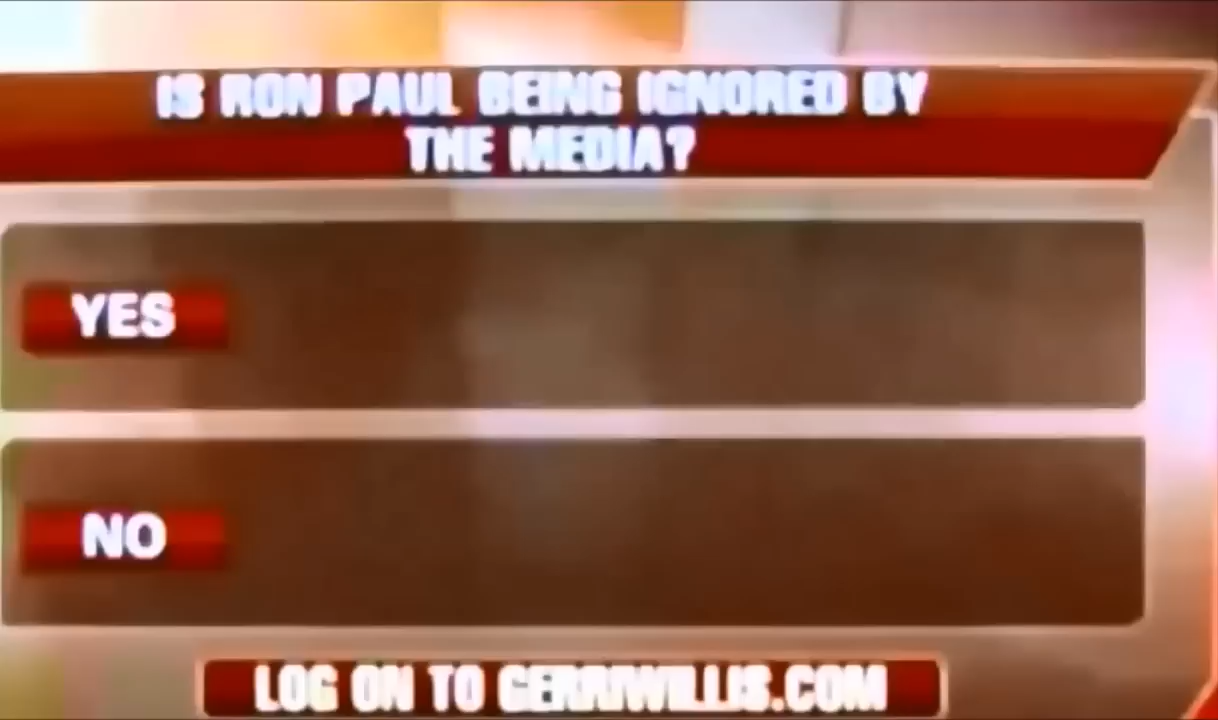 IS RON PAUL BEING IGNORED BY
THE MEDIA?
YES
NO
LOG ON TO GERRIWILLIS.COM